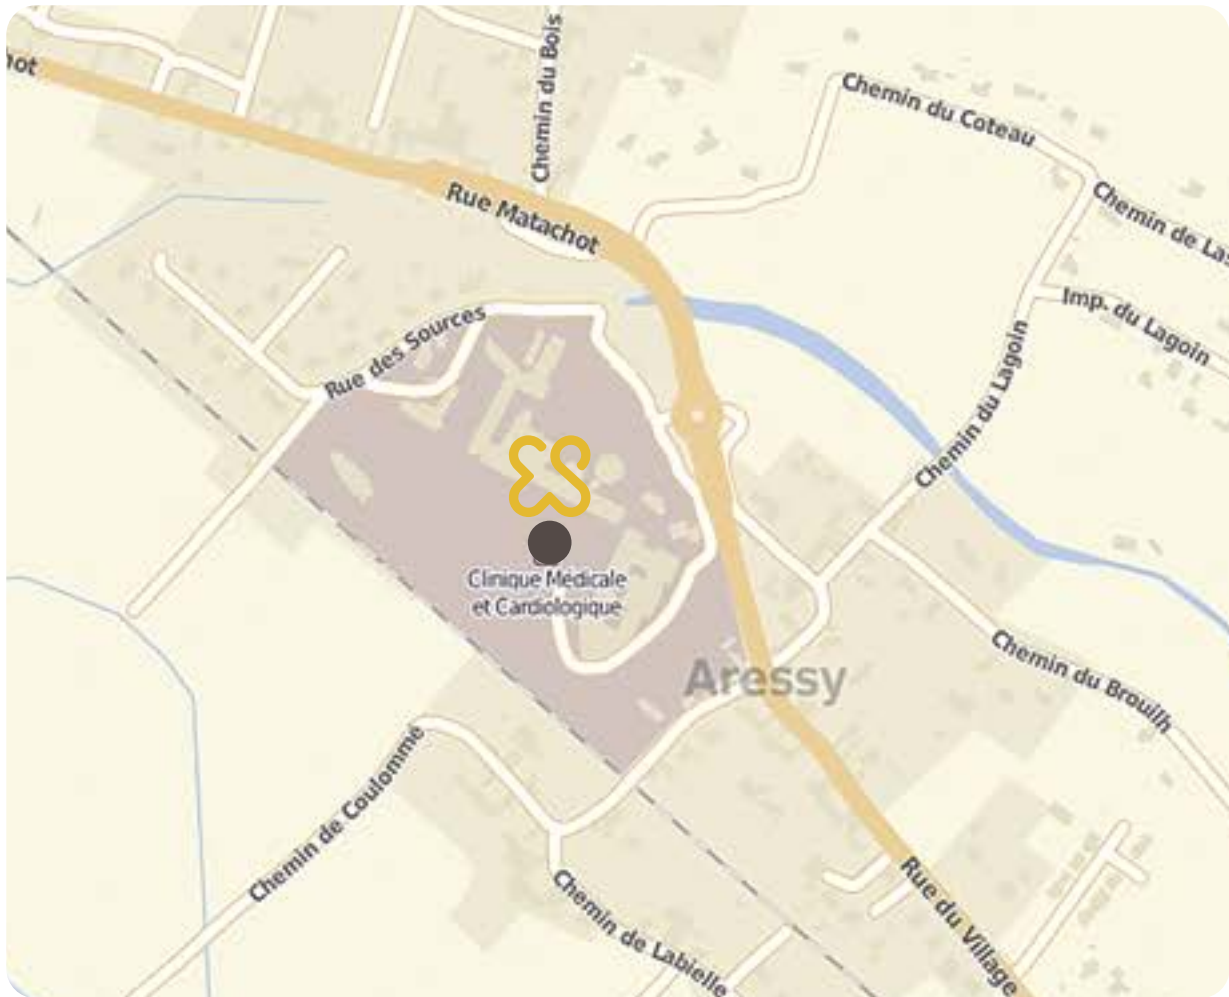 hot
Chemin du Bois
Chemin du Coteau
Rue Matachot
Chemin de Las
Imp. du Lagoin
Rue des Sources
Chemin du Lagoin
Clinique Médicale
et Cardiologique
Aressy
Chemin du Brouilh
Chemin de Coulomme
Rue du Village
Chemin de Labielle